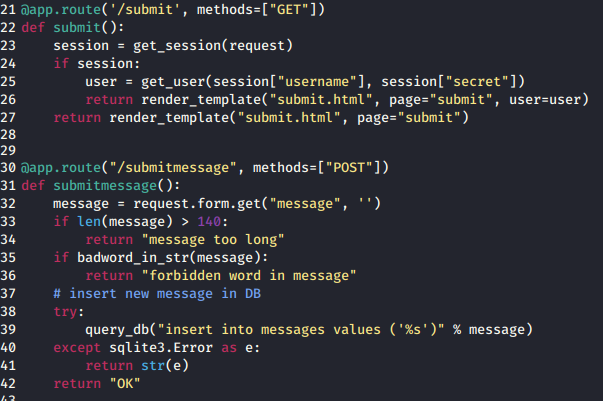 21 @app.route('/submit', methods=["GET"])
22 def submit():
23     session = get_session(request)
24     if session:
25         user = get_user(session["username"], session["secret"])
26         return render_template("submit.html", page="submit", user=user)
27     return render_template("submit.html", page="submit")
28
29
30 @app.route("/submitmessage", methods=["POST"])
31 def submitmessage():
32     message = request.form.get("message", '')
33     if len(message) > 140:
34         return "message too long"
35     if badword_in_str(message):
36         return "forbidden word in message"
37     # insert new message in DB
38     try:
39         query_db("insert into messages values ('%s')" % message)
40     except sqlite3.Error as e:
41         return str(e)
42     return "OK"
43